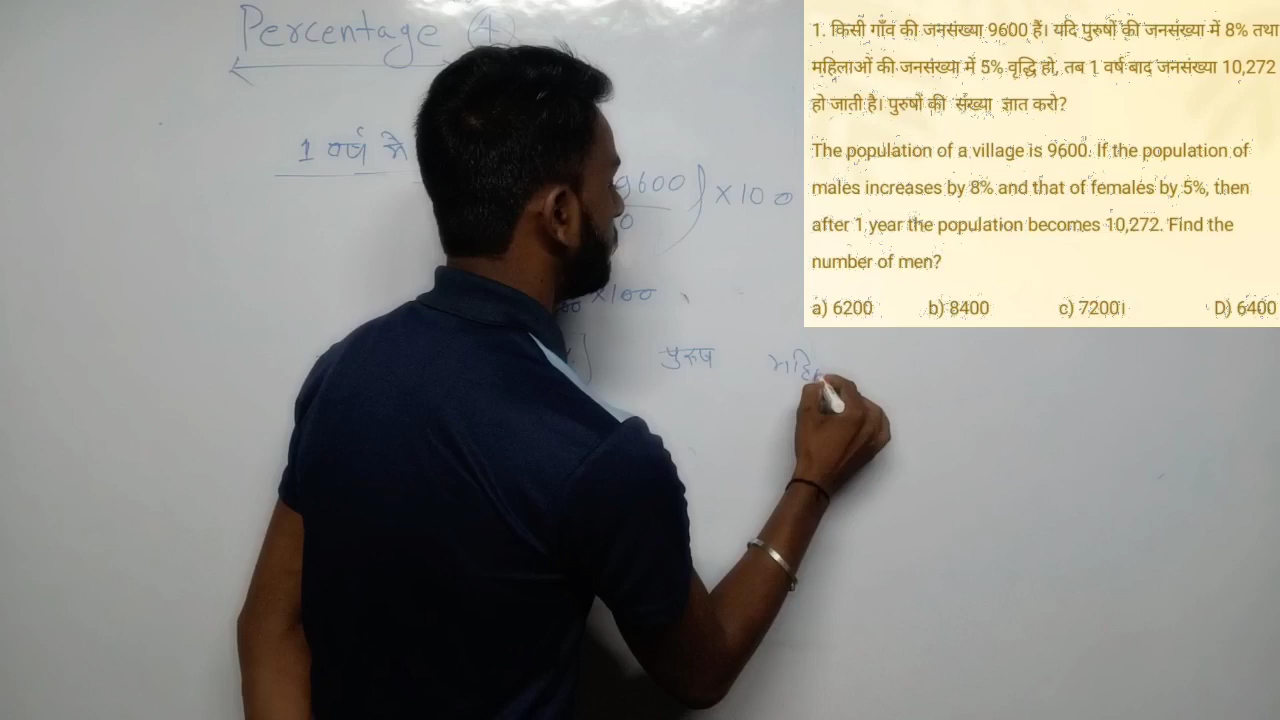 Percentage 4
1 वर्ष मे
9600 ) × 100
0
×100
पुरुष महि
1. किसी गाँव की जनसंख्या 9600 हैं। यदि पुरुषों की जनसंख्या में 8% तथा
महिलाओं की जनसंख्या में 5% वृद्धि हो, तब 1 वर्ष बाद जनसंख्या 10,272
हो जाती है। पुरुषों की संख्या ज्ञात करो?
The population of a village is 9600. If the population of
males increases by 8% and that of females by 5%, then
after 1 year the population becomes 10,272. Find the
number of men?
a) 6200 b) 8400 c) 7200। D) 6400